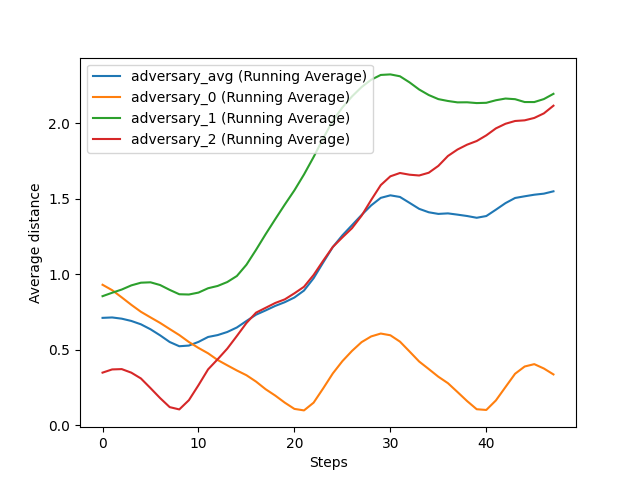 adversary_avg (Running Average)
adversary_0 (Running Average)
adversary_1 (Running Average)
adversary_2 (Running Average)
2.0
1.5
1.0
0.5
0.0
Average distance
0 10 20 30 40
Steps